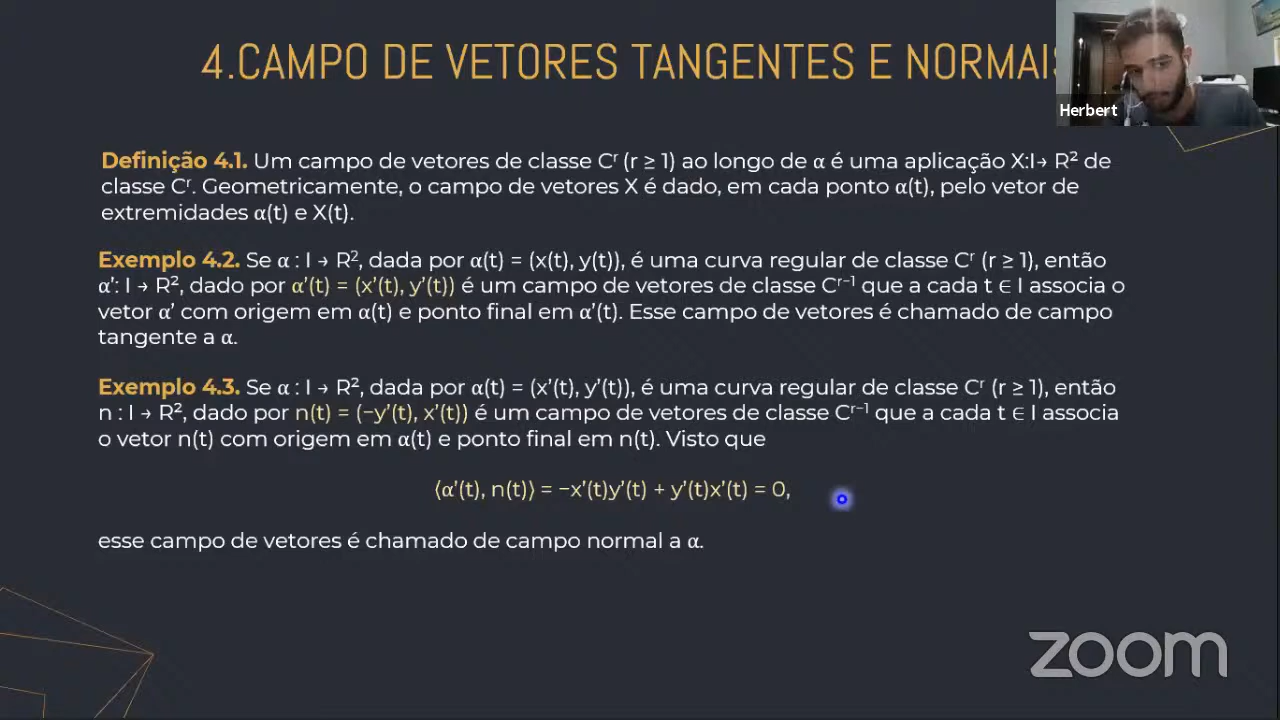 4.CAMPO DE VETORES TANGENTES E NORMAIS
Herbert
Definição 4.1. Um campo de vetores de classe Cʳ (r ≥ 1) ao longo de α é uma aplicação X:I→ R² de
classe Cʳ. Geometricamente, o campo de vetores X é dado, em cada ponto α(t), pelo vetor de
extremidades α(t) e X(t).
Exemplo 4.2. Se α : I → R², dada por α(t) = (x(t), y(t)), é uma curva regular de classe Cʳ (r ≥ 1), então
α’: I → R², dado por α’(t) = (x’(t), y’(t)) é um campo de vetores de classe Cʳ⁻¹ que a cada t ∈ I associa o
vetor α’ com origem em α(t) e ponto final em α’(t). Esse campo de vetores é chamado de campo
tangente a α.
Exemplo 4.3. Se α : I → R², dada por α(t) = (x’(t), y’(t)), é uma curva regular de classe Cʳ (r ≥ 1), então
n : I → R², dado por n(t) = (−y’(t), x’(t)) é um campo de vetores de classe Cʳ⁻¹ que a cada t ∈ I associa
o vetor n(t) com origem em α(t) e ponto final em n(t). Visto que
⟨α’(t), n(t)⟩ = −x’(t)y’(t) + y’(t)x’(t) = 0,
esse campo de vetores é chamado de campo normal a α.
zoom